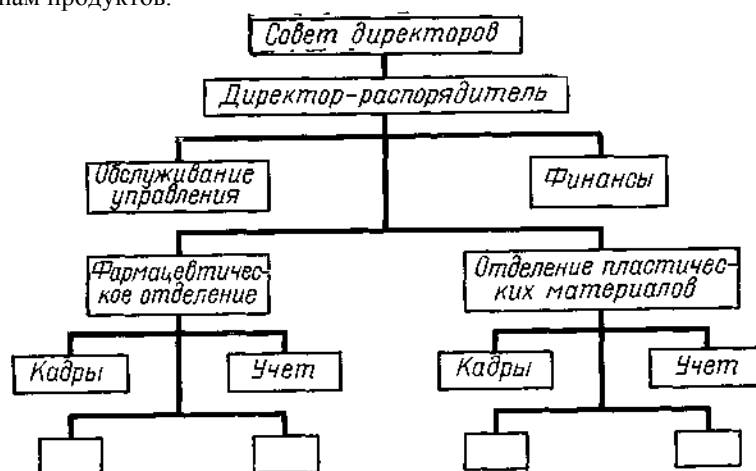 нам продуктов.
Совет директоров
Директор-распорядитель
Обслуживание
управления
Финансы
Фармацевтичес-
кое отделение
Отделение пластичес-
ких материалов
Кадры
Учет
Кадры
Учет